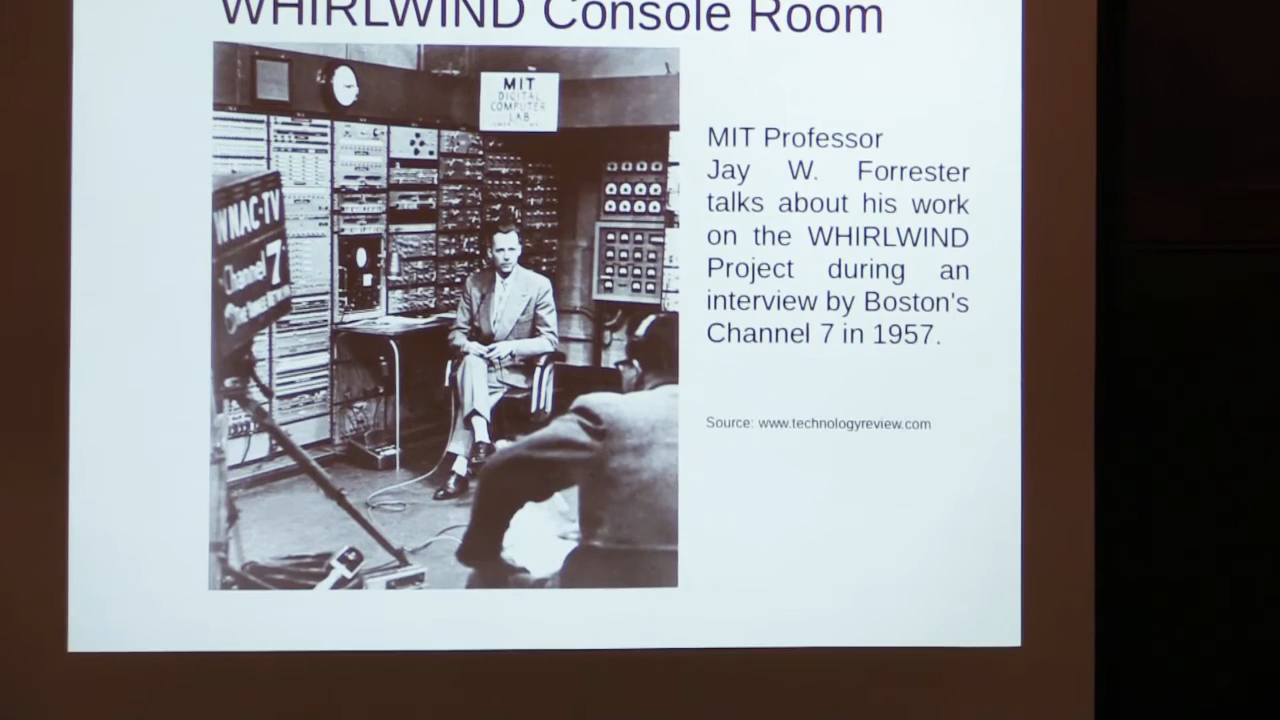 WHIRLWIND Console Room
MIT
DIGITAL
COMPUTER
LAB
WNAC-TV
Channel 7
MIT Professor
Jay W. Forrester
talks about his work
on the WHIRLWIND
Project during an
interview by Boston's
Channel 7 in 1957.
Source: www.technologyreview.com